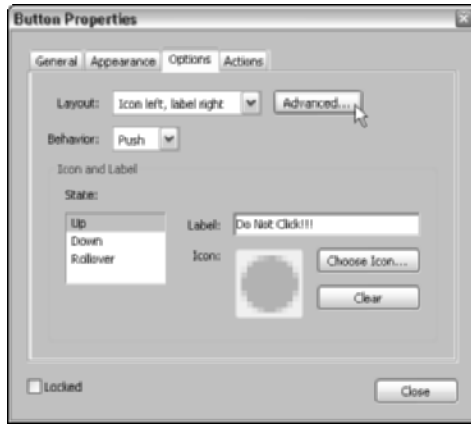 Button Properties
General Appearance Options Actions
Layout: Icon left, label right Advanced...
Behavior: Push
Icon and Label
State:
Up
Down
Rollover
Label: Do Not Click!!!
Icon: Choose Icon...
Clear
Locked
Close